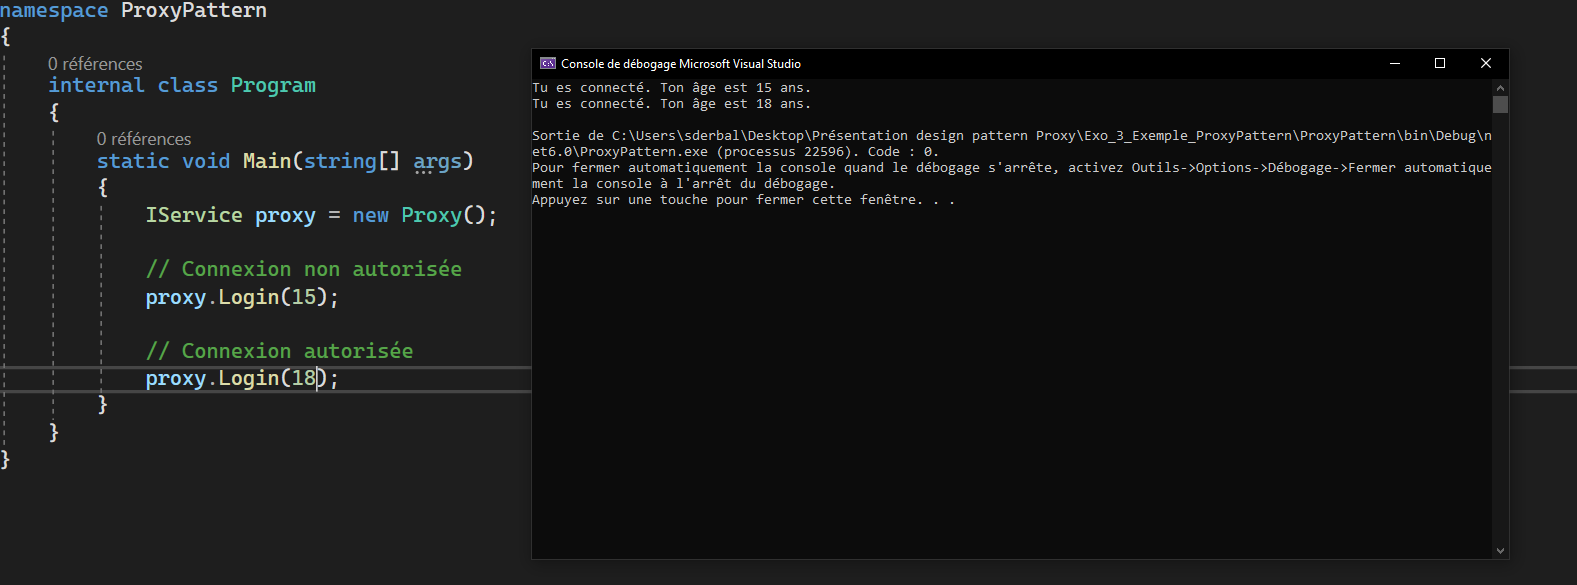 namespace ProxyPattern
{
0 références
internal class Program
{
0 références
static void Main(string[] args)
{
IService proxy = new Proxy();
// Connexion non autorisée
proxy.Login(15);
// Connexion autorisée
proxy.Login(18);
}
}
}
Console de débogage Microsoft Visual Studio
Tu es connecté. Ton âge est 15 ans.
Tu es connecté. Ton âge est 18 ans.
Sortie de C:\Users\sderbal\Desktop\Présentation design pattern Proxy\Exo_3_Exemple_ProxyPattern\ProxyPattern\bin\Debug\n
et6.0\ProxyPattern.exe (processus 22596). Code : 0.
Pour fermer automatiquement la console quand le débogage s'arrête, activez Outils->Options->Débogage->Fermer automatique
ment la console à l'arrêt du débogage.
Appuyez sur une touche pour fermer cette fenêtre. . .